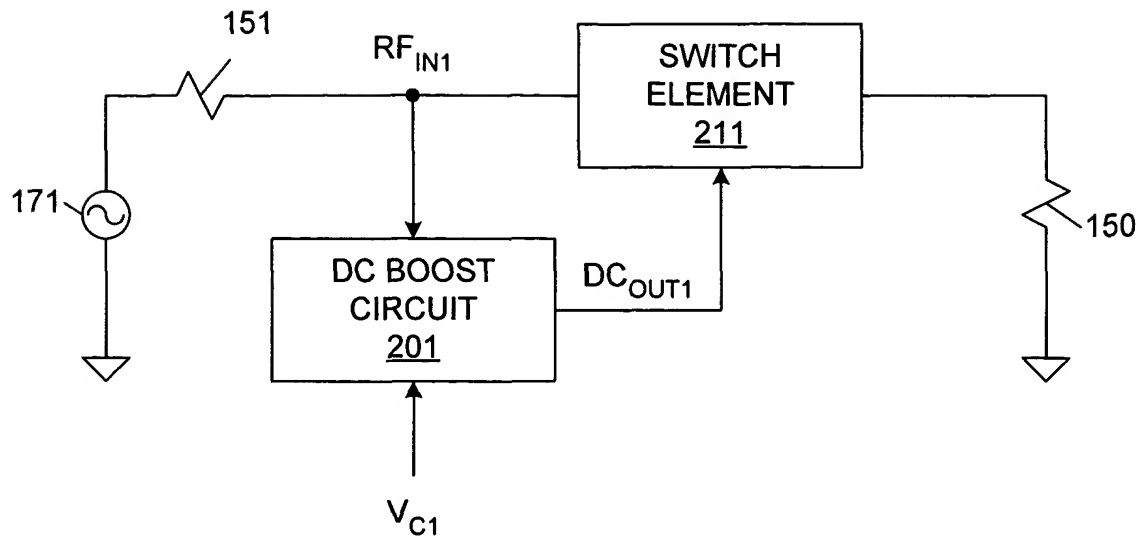 151
RF_IN1
SWITCH
ELEMENT
211
171
150
DC BOOST
CIRCUIT
201
DC_OUT1
V_C1